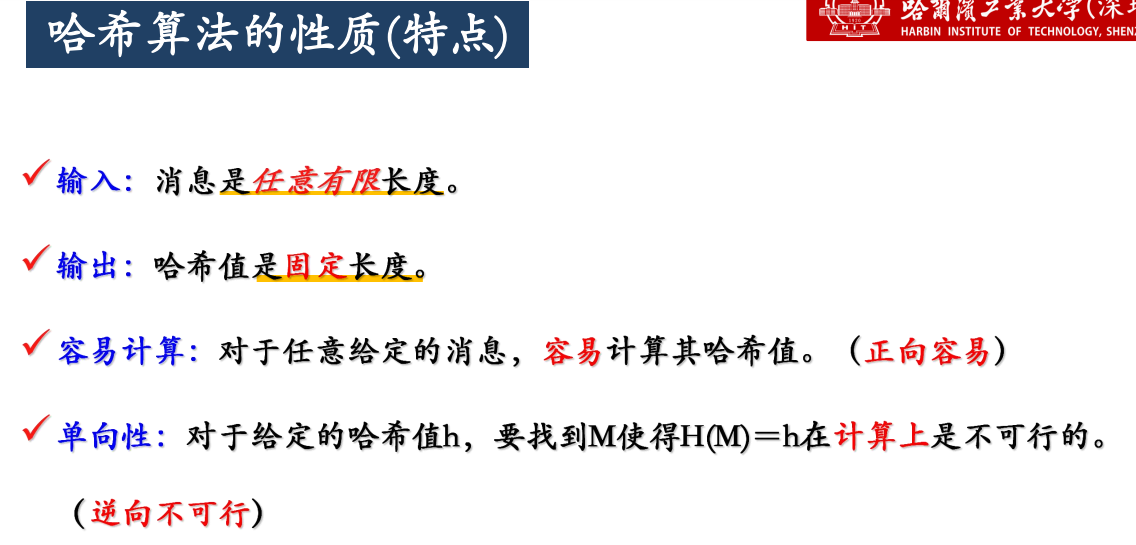 哈希算法的性质(特点)
哈爾濱工業大學(深圳
HARBIN INSTITUTE OF TECHNOLOGY, SHEN
HIT
输入：消息是任意有限长度。
输出：哈希值是固定长度。
容易计算：对于任意给定的消息，容易计算其哈希值。（正向容易）
单向性：对于给定的哈希值h，要找到M使得H(M)＝h在计算上是不可行的。
（逆向不可行）